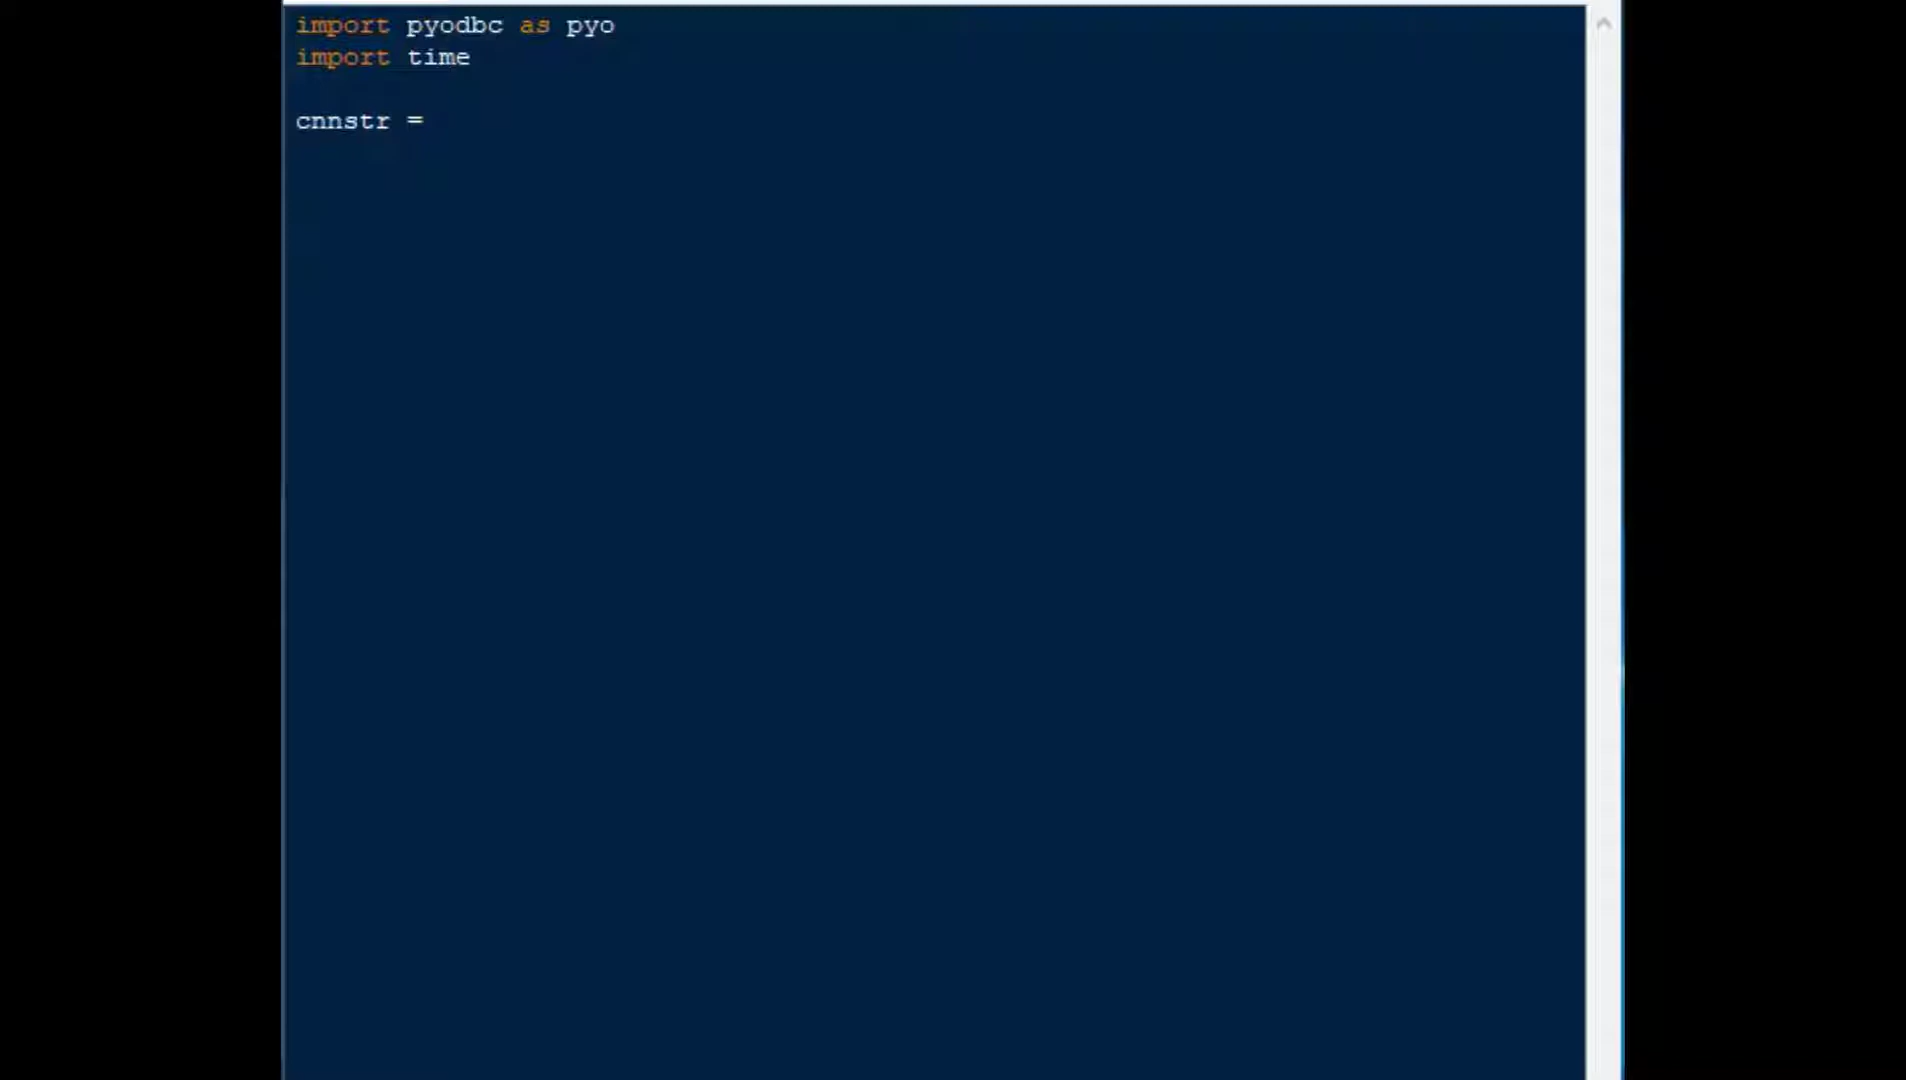 import pyodbc as pyo
import time
cnnstr =